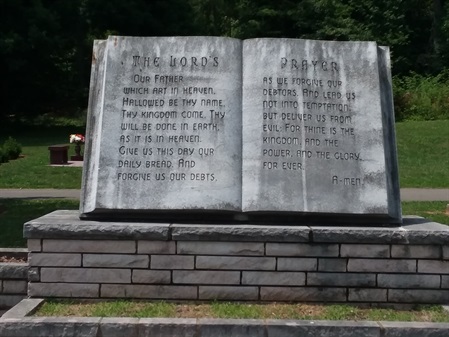 The Lord's
Our Father
which art in heaven,
Hallowed be thy name.
Thy kingdom come. Thy
will be done in earth,
as it is in heaven.
Give us this day our
daily bread. And
forgive us our debts,
Prayer
as we forgive our
debtors. And lead us
not into temptation,
but deliver us from
evil: For thine is the
kingdom, and the
power, and the glory,
for ever.
A-men.